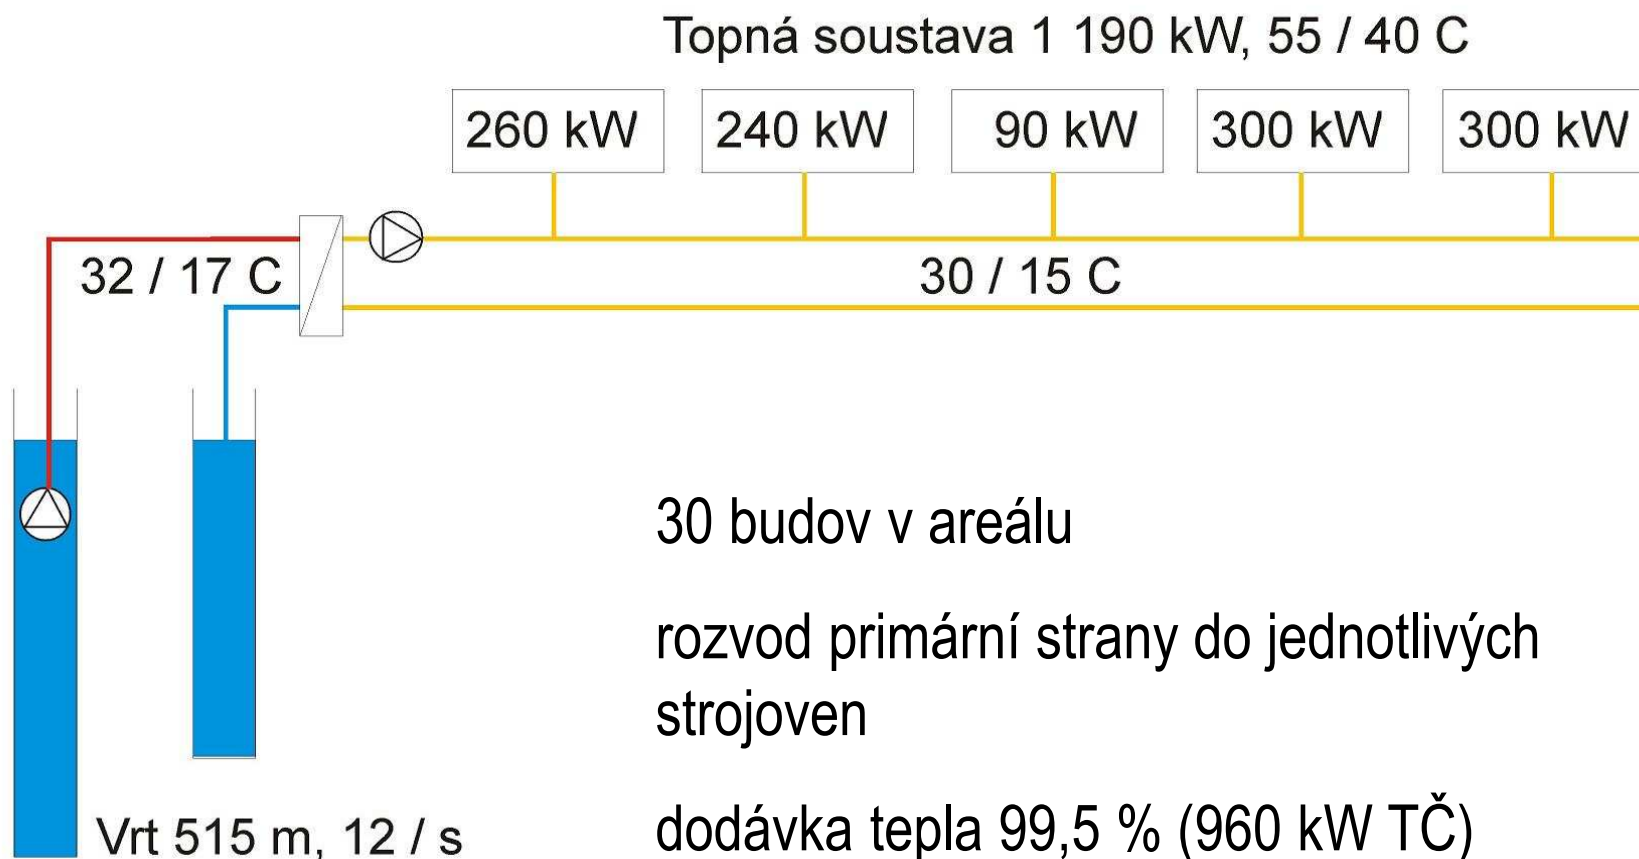 Topná soustava 1 190 kW, 55 / 40 C
260 kW 240 kW 90 kW 300 kW 300 kW
32 / 17 C 30 / 15 C
30 budov v areálu
rozvod primární strany do jednotlivých
strojoven
Vrt 515 m, 12 / s
dodávka tepla 99,5 % (960 kW TČ)